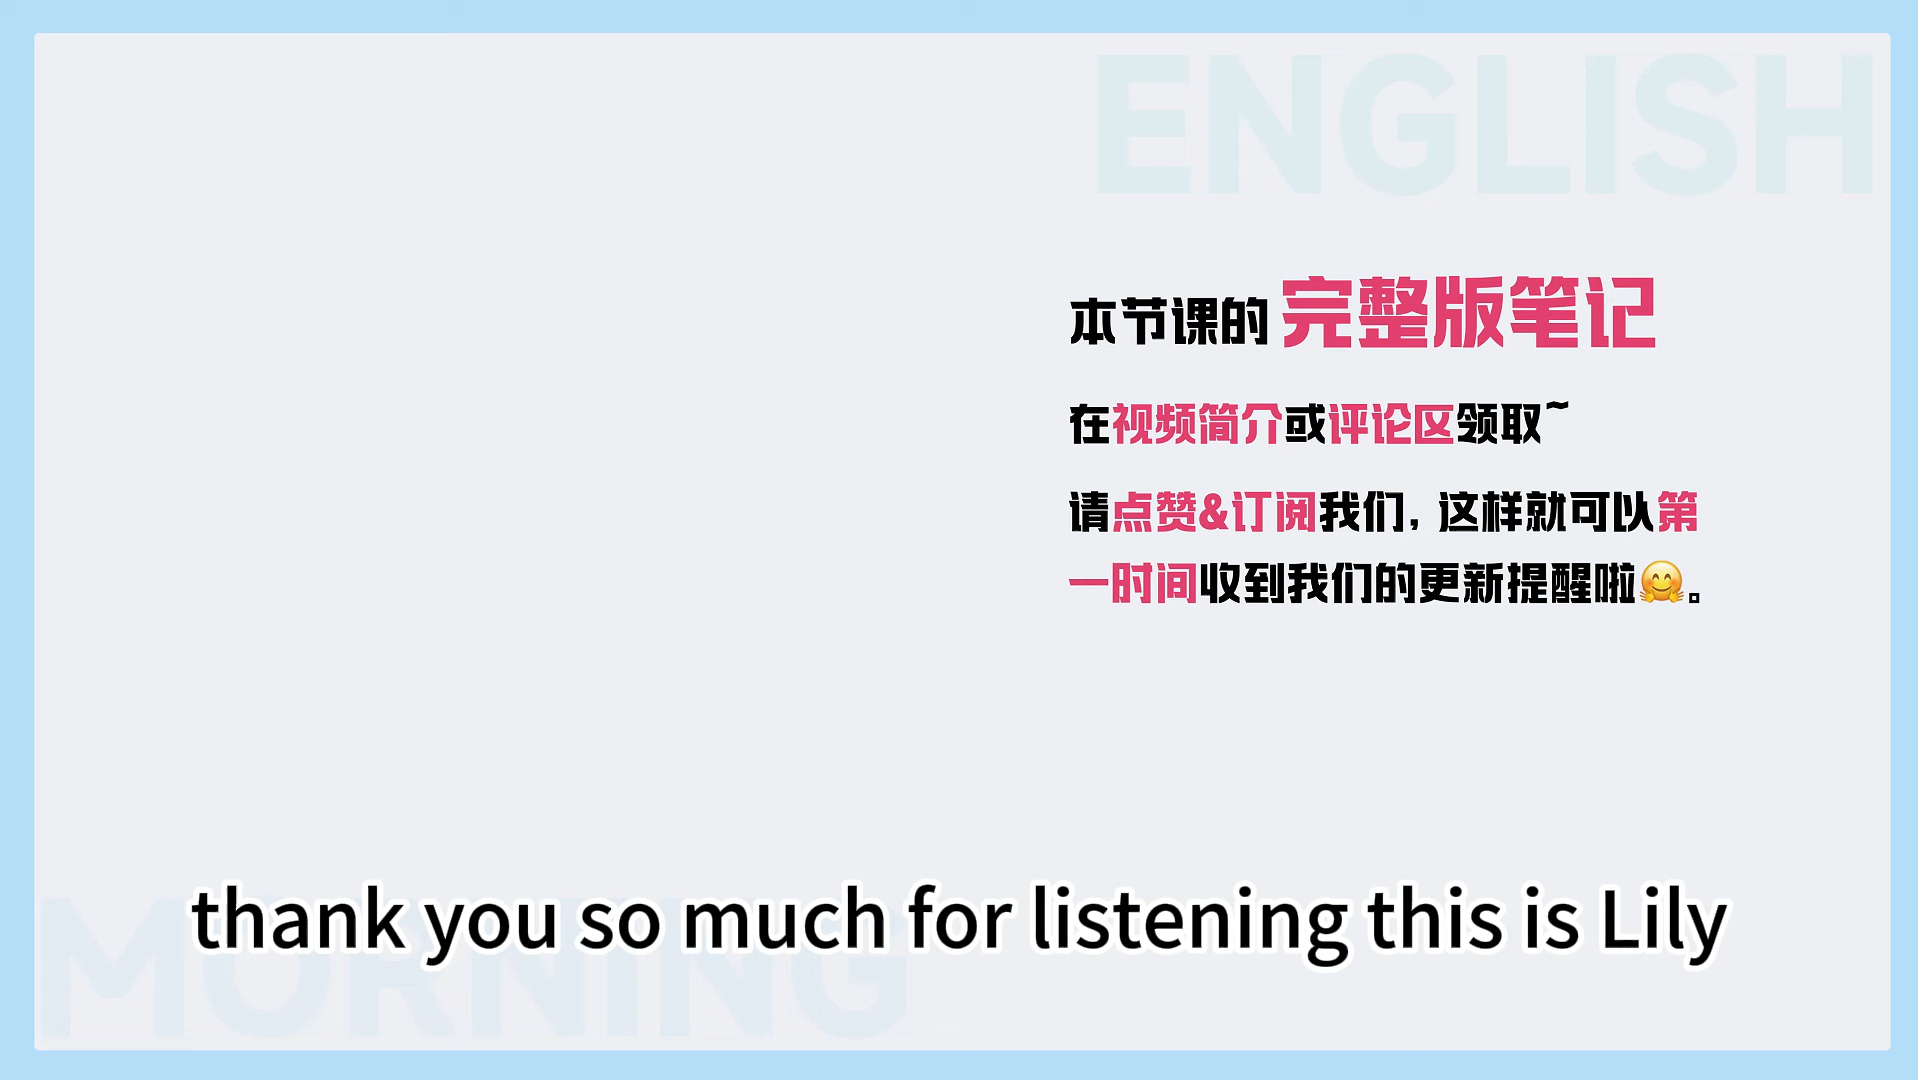 ENGLISH
本节课的 完整版笔记
在视频简介或评论区领取~
请点赞&订阅我们, 这样就可以第
一时间收到我们的更新提醒啦🤗。
thank you so much for listening this is Lily
MORNING